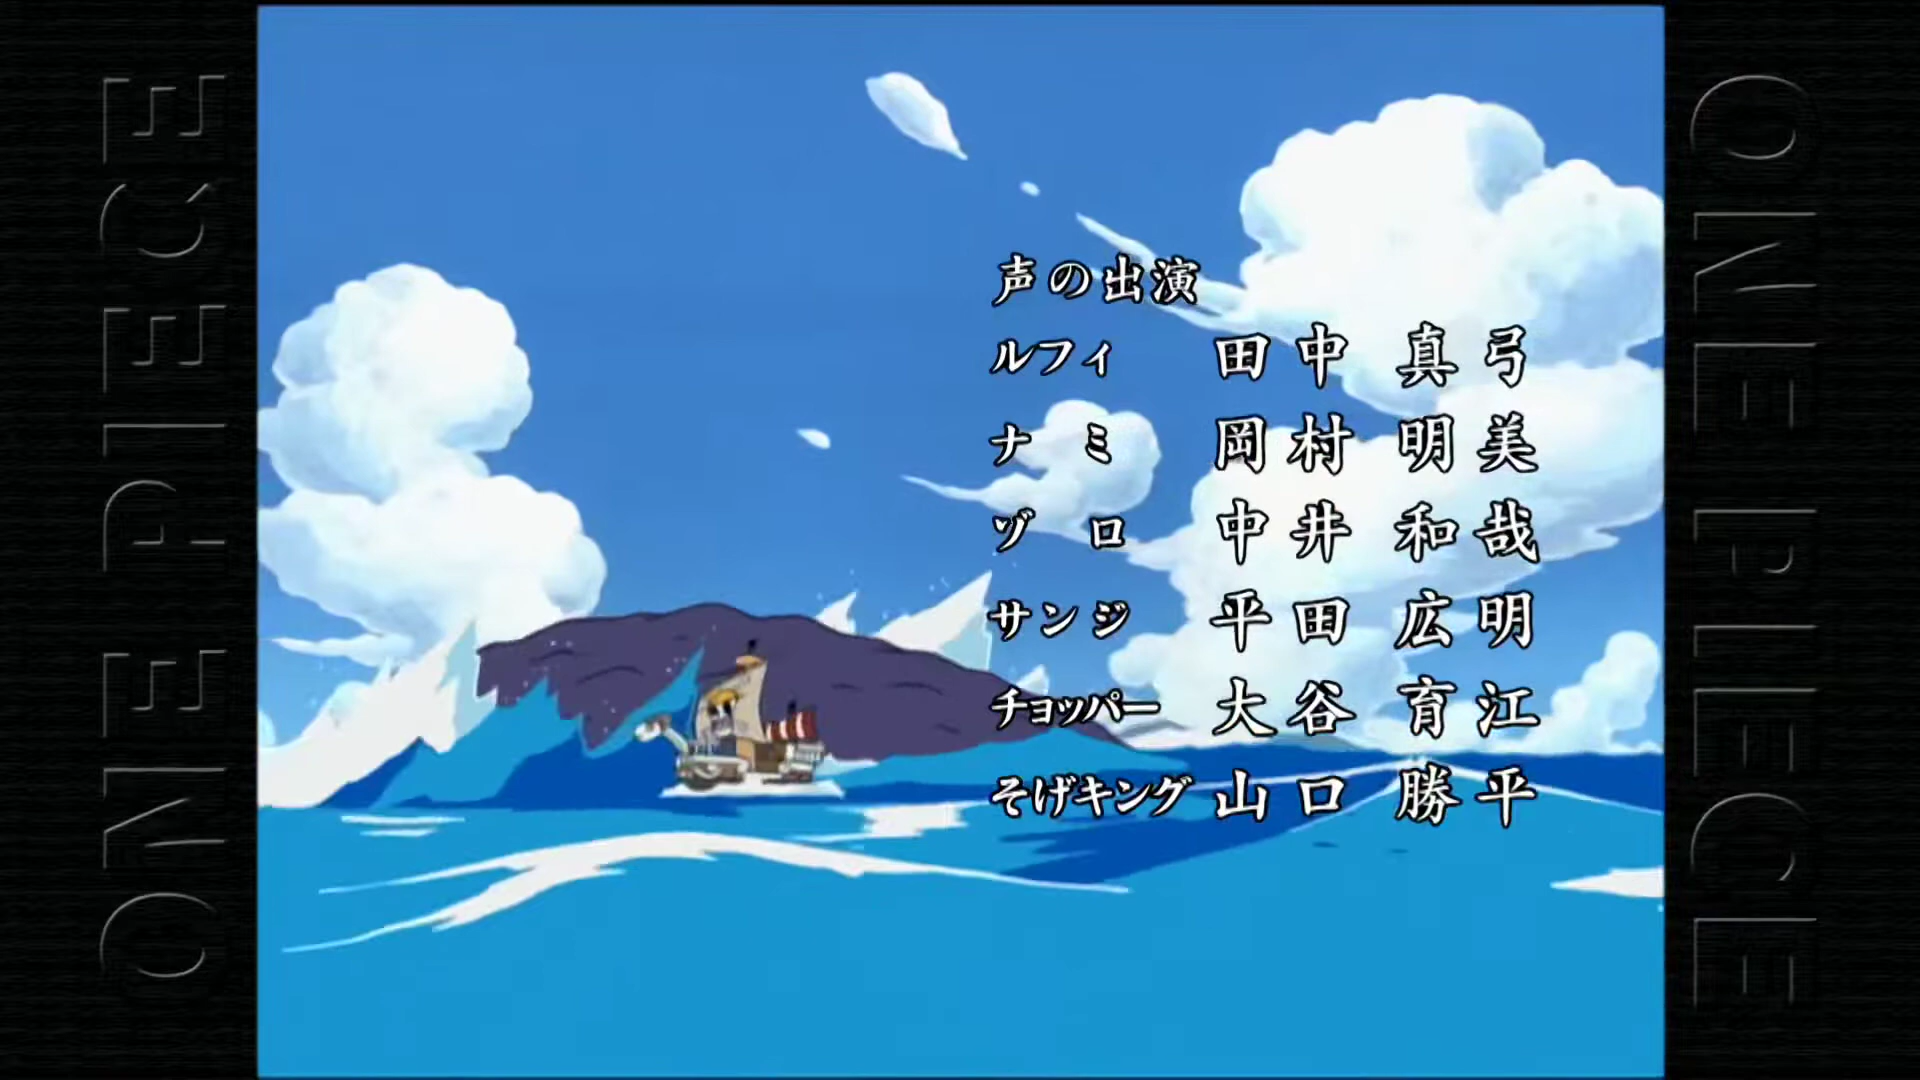 ONE PIECE
声の出演
ルフィ 田中 真弓
ナミ 岡村 明美
ゾロ 中井 和哉
サンジ 平田 広明
チョッパー 大谷 育江
そげキング 山口 勝平
ONE PIECE